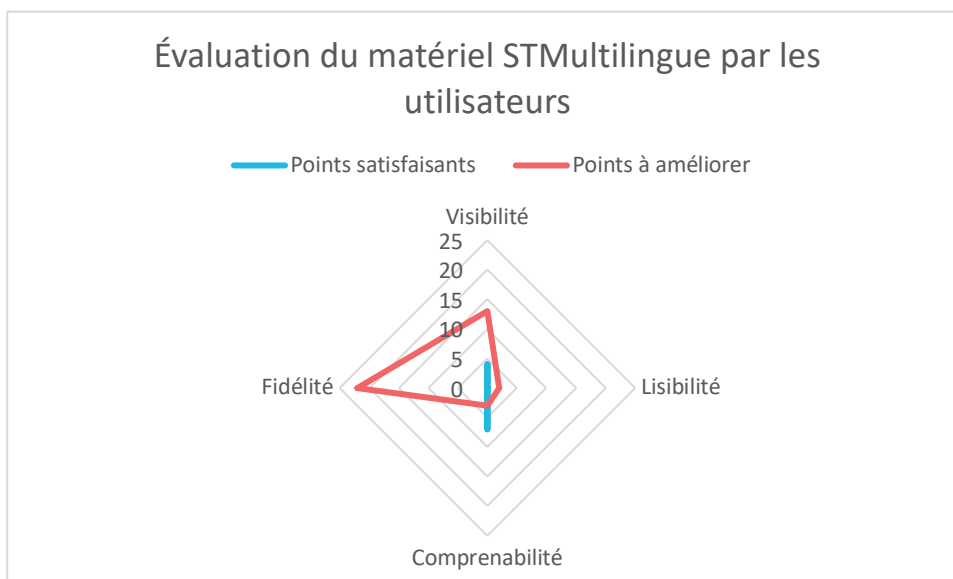 Évaluation du matériel STMultilingue par les
utilisateurs
Points satisfaisants
Points à améliorer
Visibilité
25
20
15
10
5
0
Fidélité
Lisibilité
Comprenabilité